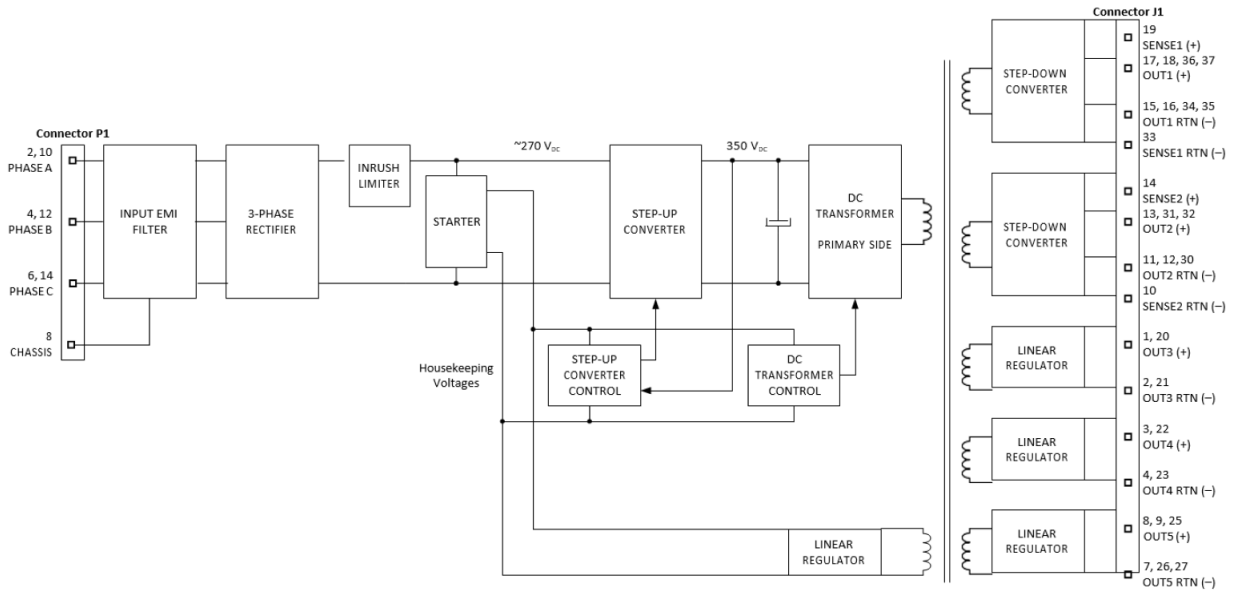 Connector J1
19
SENSE1 (+)
17, 18, 36, 37
OUT1 (+)
15, 16, 34, 35
OUT1 RTN (–)
33
SENSE1 RTN (–)
STEP-DOWN
CONVERTER
Connector P1
2, 10
PHASE A
4, 12
PHASE B
6, 14
PHASE C
8
CHASSIS
INPUT EMI
FILTER
3-PHASE
RECTIFIER
INRUSH
LIMITER
STARTER
~270 VDC
STEP-UP
CONVERTER
350 VDC
DC
TRANSFORMER
PRIMARY SIDE
STEP-DOWN
CONVERTER
14
SENSE2 (+)
13, 31, 32
OUT2 (+)
11, 12,30
OUT2 RTN (–)
10
SENSE2 RTN (–)
Housekeeping
Voltages
STEP-UP
CONVERTER
CONTROL
DC
TRANSFORMER
CONTROL
LINEAR
REGULATOR
1, 20
OUT3 (+)
2, 21
OUT3 RTN (–)
LINEAR
REGULATOR
3, 22
OUT4 (+)
4, 23
OUT4 RTN (–)
LINEAR
REGULATOR
LINEAR
REGULATOR
8, 9, 25
OUT5 (+)
7, 26, 27
OUT5 RTN (–)